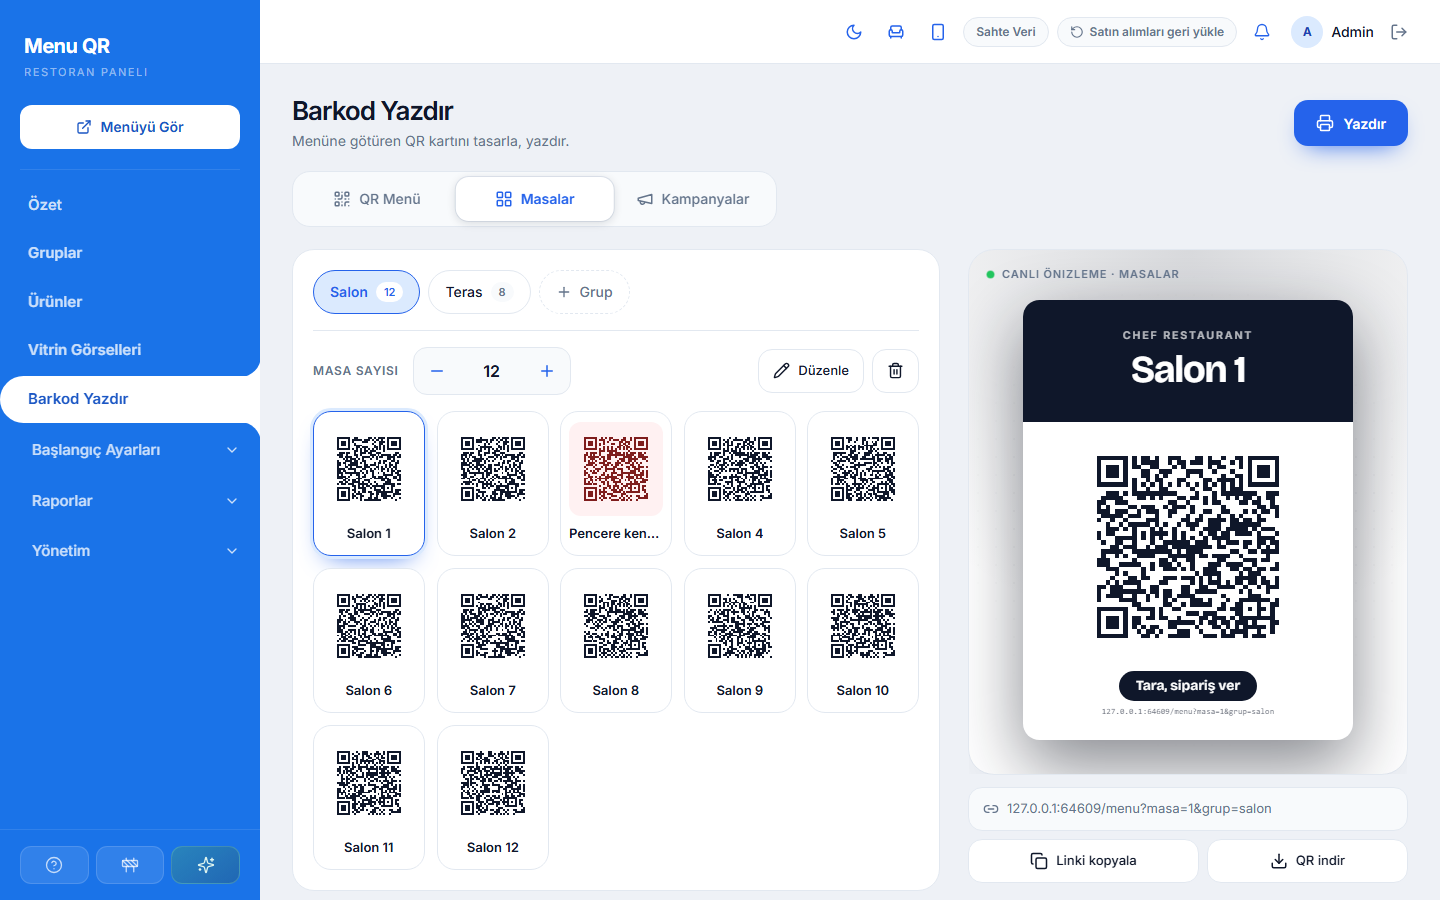 Menu QR
RESTORAN PANELİ
Menüyü Gör
Özet
Gruplar
Ürünler
Vitrin Görselleri
Barkod Yazdır
Başlangıç Ayarları
Raporlar
Yönetim
Sahte Veri
Satın alımları geri yükle
A
Admin
Barkod Yazdır
Menüne götüren QR kartını tasarla, yazdır.
Yazdır
QR Menü
Masalar
Kampanyalar
Salon 12
Teras 8
+ Grup
MASA SAYISI
− 12 +
Düzenle
Salon 1
Salon 2
Pencere ken...
Salon 4
Salon 5
Salon 6
Salon 7
Salon 8
Salon 9
Salon 10
Salon 11
Salon 12
CANLI ÖNİZLEME · MASALAR
CHEF RESTAURANT
Salon 1
Tara, sipariş ver
127.0.0.1:64609/menu?masa=1&grup=salon
127.0.0.1:64609/menu?masa=1&grup=salon
Linki kopyala
QR indir